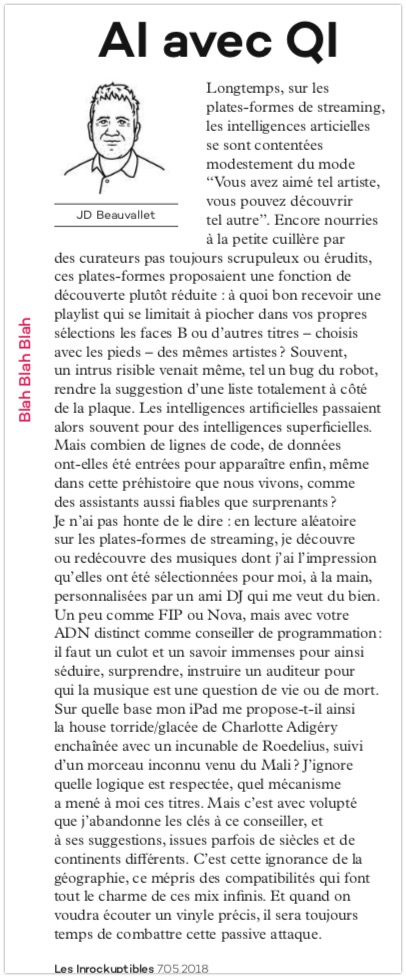 AI avec QI
JD Beauvallet
Longtemps, sur les
plates-formes de streaming,
les intelligences articielles
se sont contentées
modestement du mode
“Vous avez aimé tel artiste,
vous pouvez découvrir
tel autre”. Encore nourries
à la petite cuillère par
des curateurs pas toujours scrupuleux ou érudits,
ces plates-formes proposaient une fonction de
découverte plutôt réduite : à quoi bon recevoir une
playlist qui se limitait à piocher dans vos propres
sélections les faces B ou d’autres titres – choisis
avec les pieds – des mêmes artistes ? Souvent,
un intrus risible venait même, tel un bug du robot,
rendre la suggestion d’une liste totalement à côté
de la plaque. Les intelligences artificielles passaient
alors souvent pour des intelligences superficielles.
Mais combien de lignes de code, de données
ont-elles été entrées pour apparaître enfin, même
dans cette préhistoire que nous vivons, comme
des assistants aussi fiables que surprenants ?
Je n’ai pas honte de le dire : en lecture aléatoire
sur les plates-formes de streaming, je découvre
ou redécouvre des musiques dont j’ai l’impression
qu’elles ont été sélectionnées pour moi, à la main,
personnalisées par un ami DJ qui me veut du bien.
Un peu comme FIP ou Nova, mais avec votre
ADN distinct comme conseiller de programmation :
il faut un culot et un savoir immenses pour ainsi
séduire, surprendre, instruire un auditeur pour
qui la musique est une question de vie ou de mort.
Sur quelle base mon iPad me propose-t-il ainsi
la house torride/glacée de Charlotte Adigéry
enchaînée avec un incunable de Roedelius, suivi
d’un morceau inconnu venu du Mali ? J’ignore
quelle logique est respectée, quel mécanisme
a mené à moi ces titres. Mais c’est avec volupté
que j’abandonne les clés à ce conseiller, et
à ses suggestions, issues parfois de siècles et de
continents différents. C’est cette ignorance de la
géographie, ce mépris des compatibilités qui font
tout le charme de ces mix infinis. Et quand on
voudra écouter un vinyle précis, il sera toujours
temps de combattre cette passive attaque.
Blah Blah Blah
Les Inrockuptibles 7.05.2018